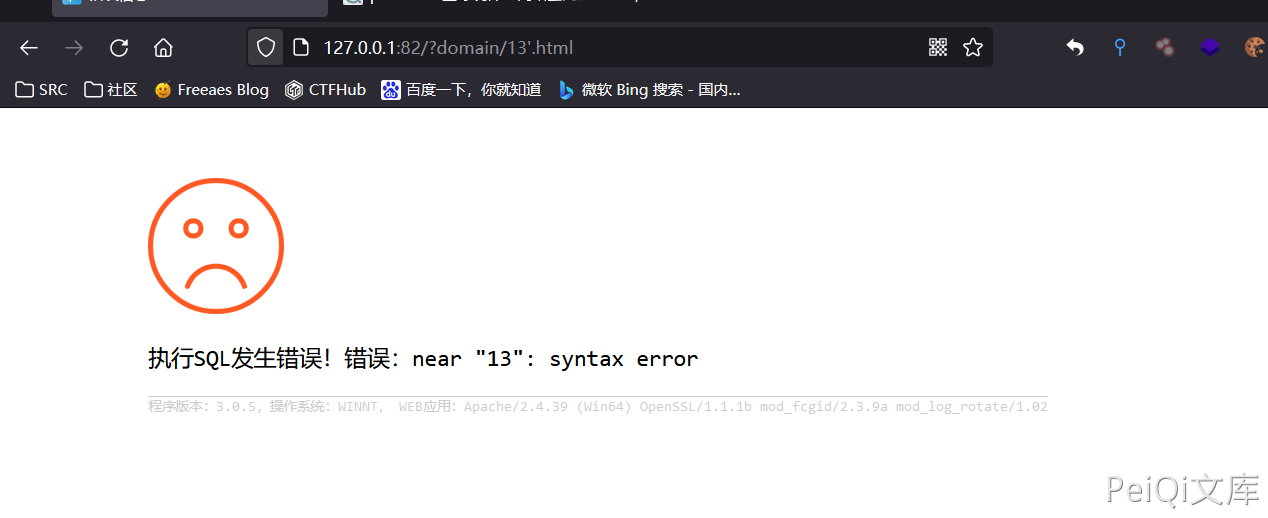 127.0.0.1:82/?domain/13'.html
SRC 社区 Freeaes Blog CTFHub 百度一下，你就知道 微软 Bing 搜索 - 国内...
执行SQL发生错误！错误：near "13": syntax error
程序版本：3.0.5，操作系统：WINNT， WEB应用：Apache/2.4.39 (Win64) OpenSSL/1.1.1b mod_fcgid/2.3.9a mod_log_rotate/1.02
PeiQi文库